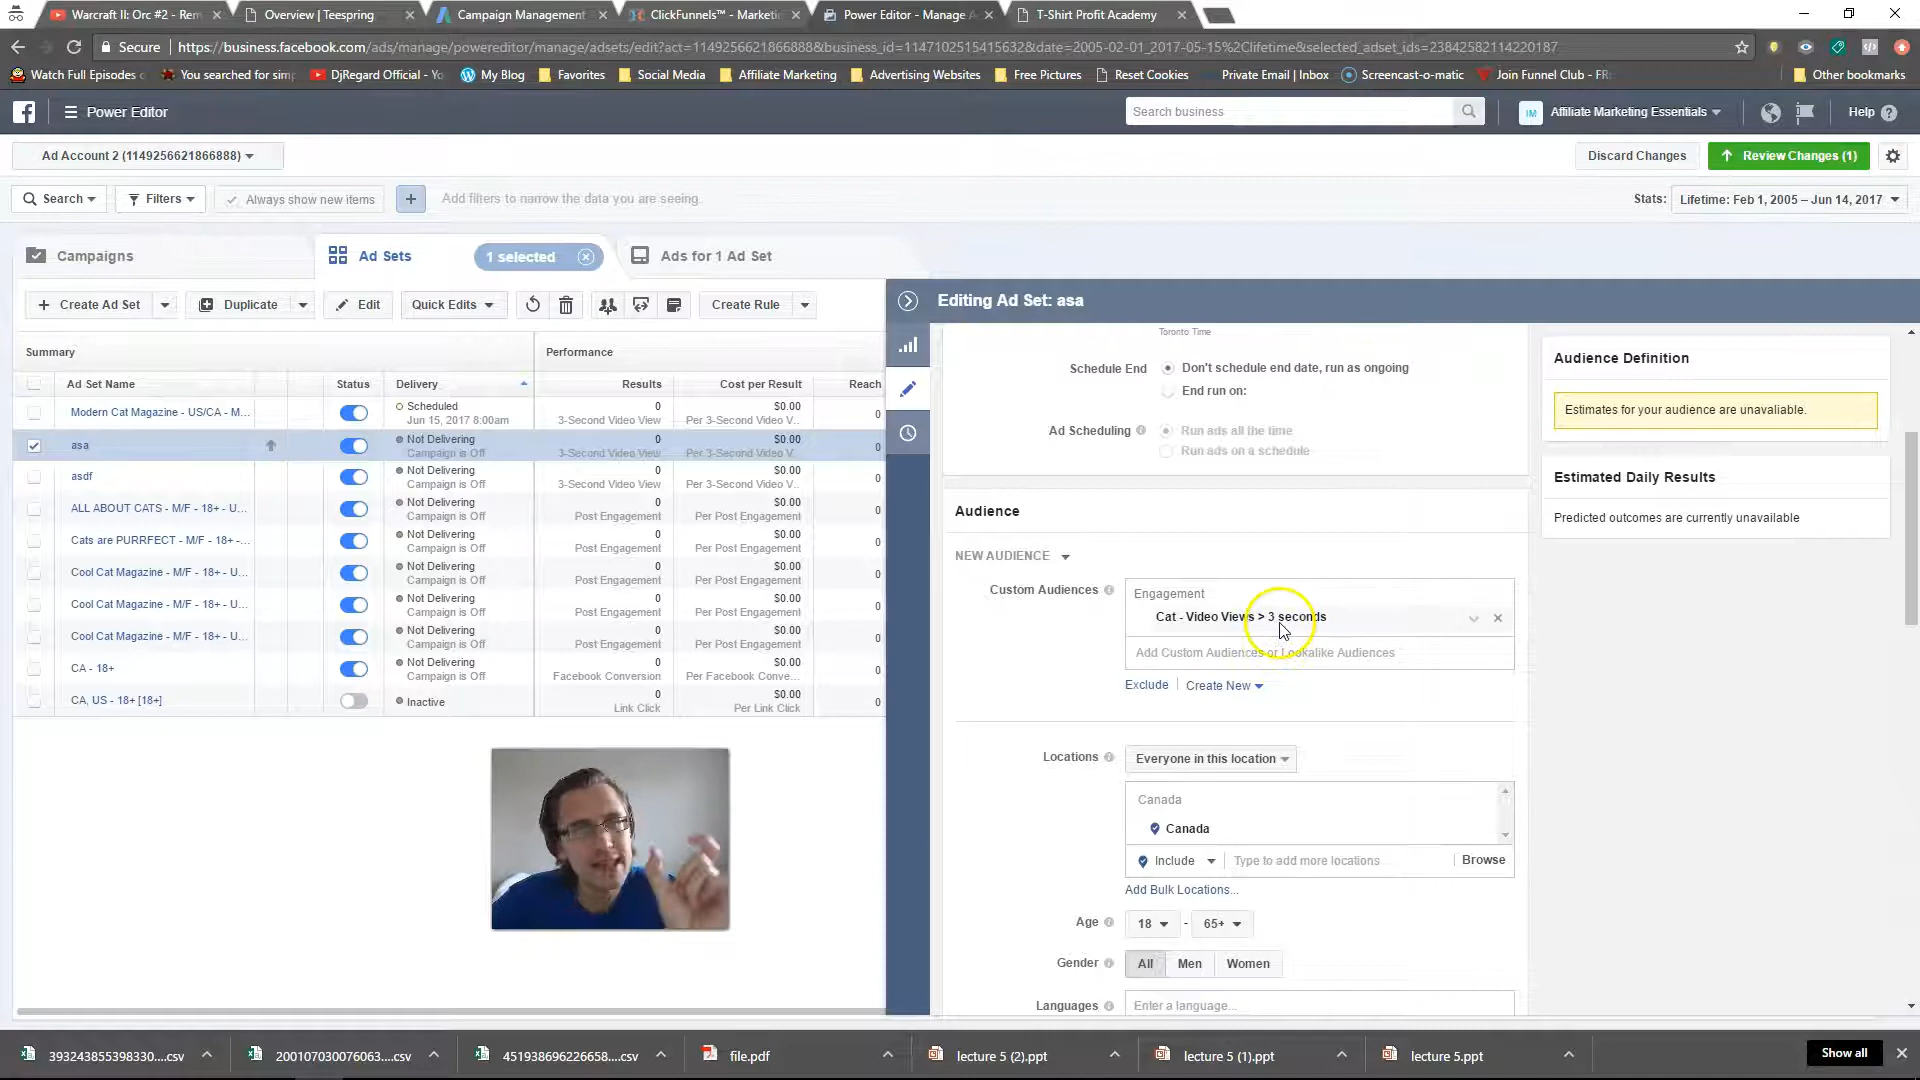 Warcraft II: Orc #2 - Rem
Overview | Teespring
Campaign Management
ClickFunnels™ - Marketi
Power Editor - Manage A
T-Shirt Profit Academy
Secure
https://business.facebook.com/ads/manage/powereditor/manage/adsets/edit?act=1149256621866888&business_id=1147102515415632&date=2005-02-01_2017-05-15%2Clifetime&selected_adset_ids=23842582114220187
Watch Full Episodes
You searched for sim
DjRegard Official - Yo
My Blog
Favorites
Social Media
Affiliate Marketing
Advertising Websites
Free Pictures
Reset Cookies
Private Email | Inbox
Screencast-o-matic
Join Funnel Club - FR
Other bookmarks
Power Editor
Search business
IM
Affiliate Marketing Essentials
Help
Ad Account 2 (1149256621866888)
Discard Changes
Review Changes (1)
Search
Filters
Always show new items
Add filters to narrow the data you are seeing.
Stats:
Lifetime: Feb 1, 2005 – Jun 14, 2017
Campaigns
Ad Sets
1 selected
Ads for 1 Ad Set
Create Ad Set
Duplicate
Edit
Quick Edits
Create Rule
Summary
Performance
Ad Set Name
Status
Delivery
Results
Cost per Result
Reach
Modern Cat Magazine - US/CA - M...
Scheduled
Jun 15, 2017 8:00am
0
3-Second Video View
$0.00
Per 3-Second Video V...
0
asa
Not Delivering
Campaign is Off
0
3-Second Video View
$0.00
Per 3-Second Video V...
0
asdf
Not Delivering
Campaign is Off
0
3-Second Video View
$0.00
Per 3-Second Video V...
0
ALL ABOUT CATS - M/F - 18+ - U...
Not Delivering
Campaign is Off
0
Post Engagement
$0.00
Per Post Engagement
0
Cats are PURRFECT - M/F - 18+ -...
Not Delivering
Campaign is Off
0
Post Engagement
$0.00
Per Post Engagement
0
Cool Cat Magazine - M/F - 18+ - U...
Not Delivering
Campaign is Off
0
Post Engagement
$0.00
Per Post Engagement
0
Cool Cat Magazine - M/F - 18+ - U...
Not Delivering
Campaign is Off
0
Post Engagement
$0.00
Per Post Engagement
0
Cool Cat Magazine - M/F - 18+ - U...
Not Delivering
Campaign is Off
0
Post Engagement
$0.00
Per Post Engagement
0
CA - 18+
Not Delivering
Campaign is Off
0
Facebook Conversion
$0.00
Per Facebook Conve...
0
CA, US - 18+ [18+]
Inactive
0
Link Click
$0.00
Per Link Click
0
Editing Ad Set: asa
Toronto Time
Schedule End
Don't schedule end date, run as ongoing
End run on:
Ad Scheduling
Run ads all the time
Run ads on a schedule
Audience
NEW AUDIENCE
Custom Audiences
Engagement
Cat - Video Views > 3 seconds
Add Custom Audiences or Lookalike Audiences
Exclude
Create New
Locations
Everyone in this location
Canada
Canada
Include
Type to add more locations
Browse
Add Bulk Locations...
Age
18
-
65+
Gender
All
Men
Women
Languages
Enter a language...
Audience Definition
Estimates for your audience are unavaliable.
Estimated Daily Results
Predicted outcomes are currently unavailable
393243855398330....csv
200107030076063....csv
451938696226658....csv
file.pdf
lecture 5 (2).ppt
lecture 5 (1).ppt
lecture 5.ppt
Show all